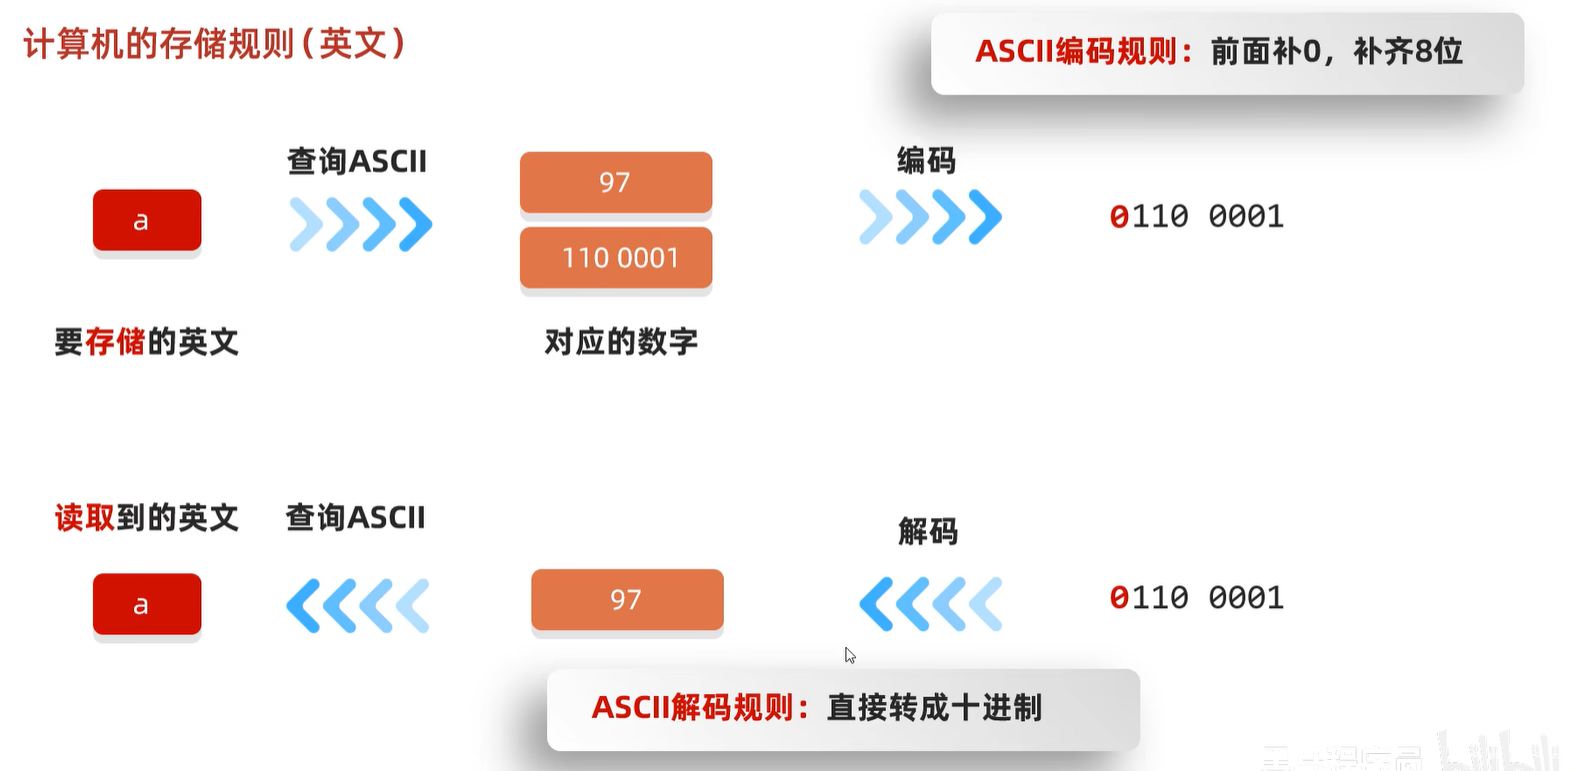 计算机的存储规则(英文)
ASCII编码规则：前面补0，补齐8位
查询ASCII
编码
a
97
110 0001
0110 0001
要存储的英文
对应的数字
读取到的英文
查询ASCII
解码
a
97
0110 0001
ASCII解码规则：直接转成十进制
bilibili